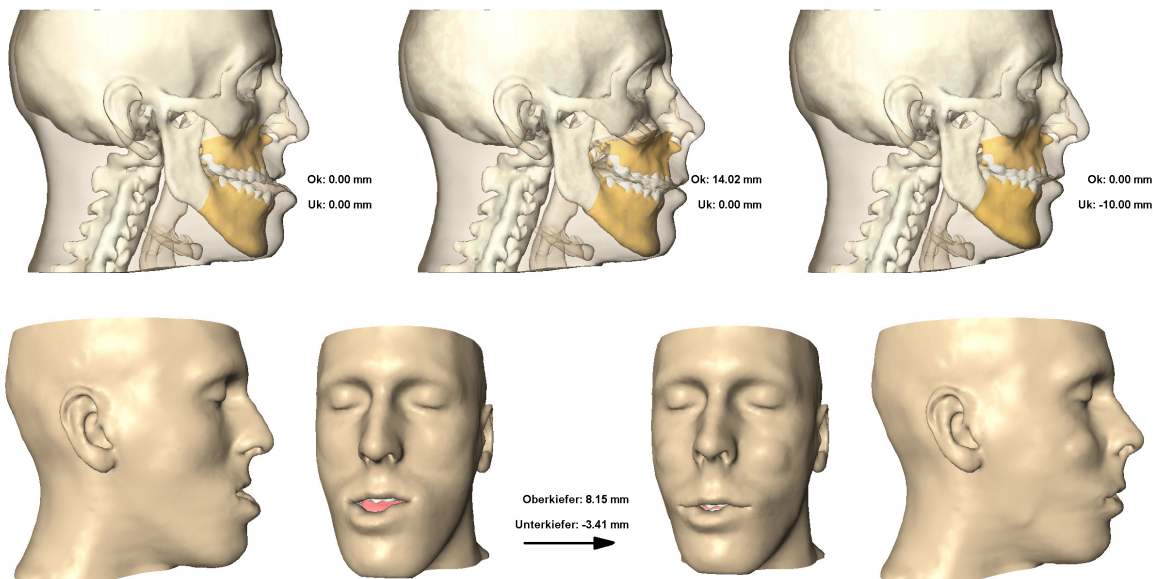 Ok: 0.00 mm
Uk: 0.00 mm
Ok: 14.02 mm
Uk: 0.00 mm
Ok: 0.00 mm
Uk: -10.00 mm
Oberkiefer: 8.15 mm
Unterkiefer: -3.41 mm